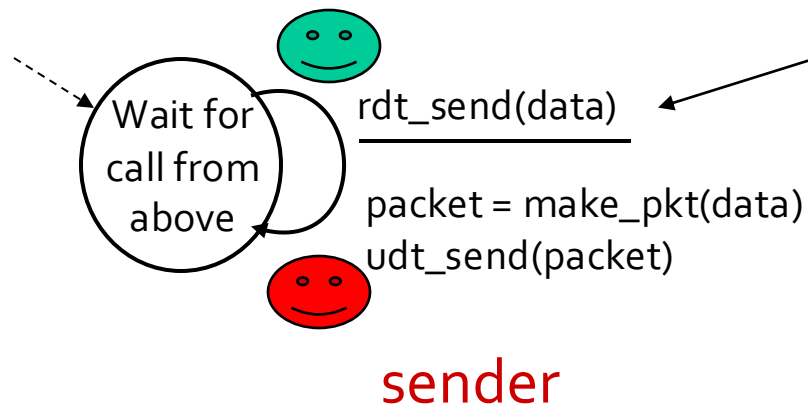 Wait for
call from
above
rdt_send(data)
packet = make_pkt(data)
udt_send(packet)
sender